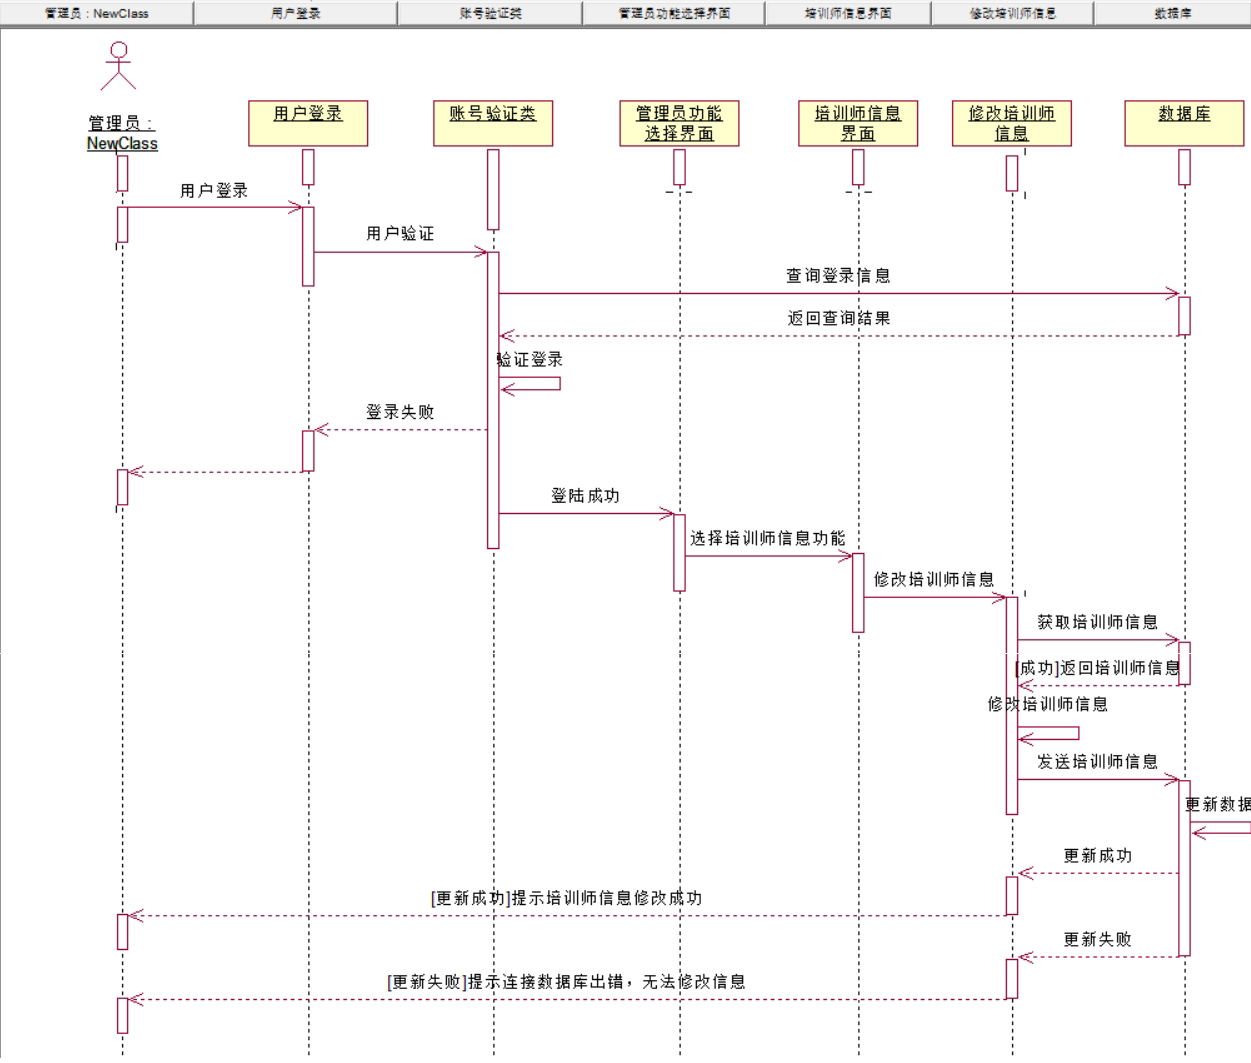 管理员：NewClass
用户登录
账号验证类
管理员功能选择界面
培训师信息界面
修改培训师信息
数据库
管理员：
NewClass
用户登录
账号验证类
管理员功能
选择界面
培训师信息
界面
修改培训师
信息
数据库
用户登录
用户验证
查询登录信息
返回查询结果
验证登录
登录失败
登陆成功
选择培训师信息功能
修改培训师信息
获取培训师信息
[成功]返回培训师信息
修改培训师信息
发送培训师信息
更新数据
更新成功
[更新成功]提示培训师信息修改成功
更新失败
[更新失败]提示连接数据库出错，无法修改信息